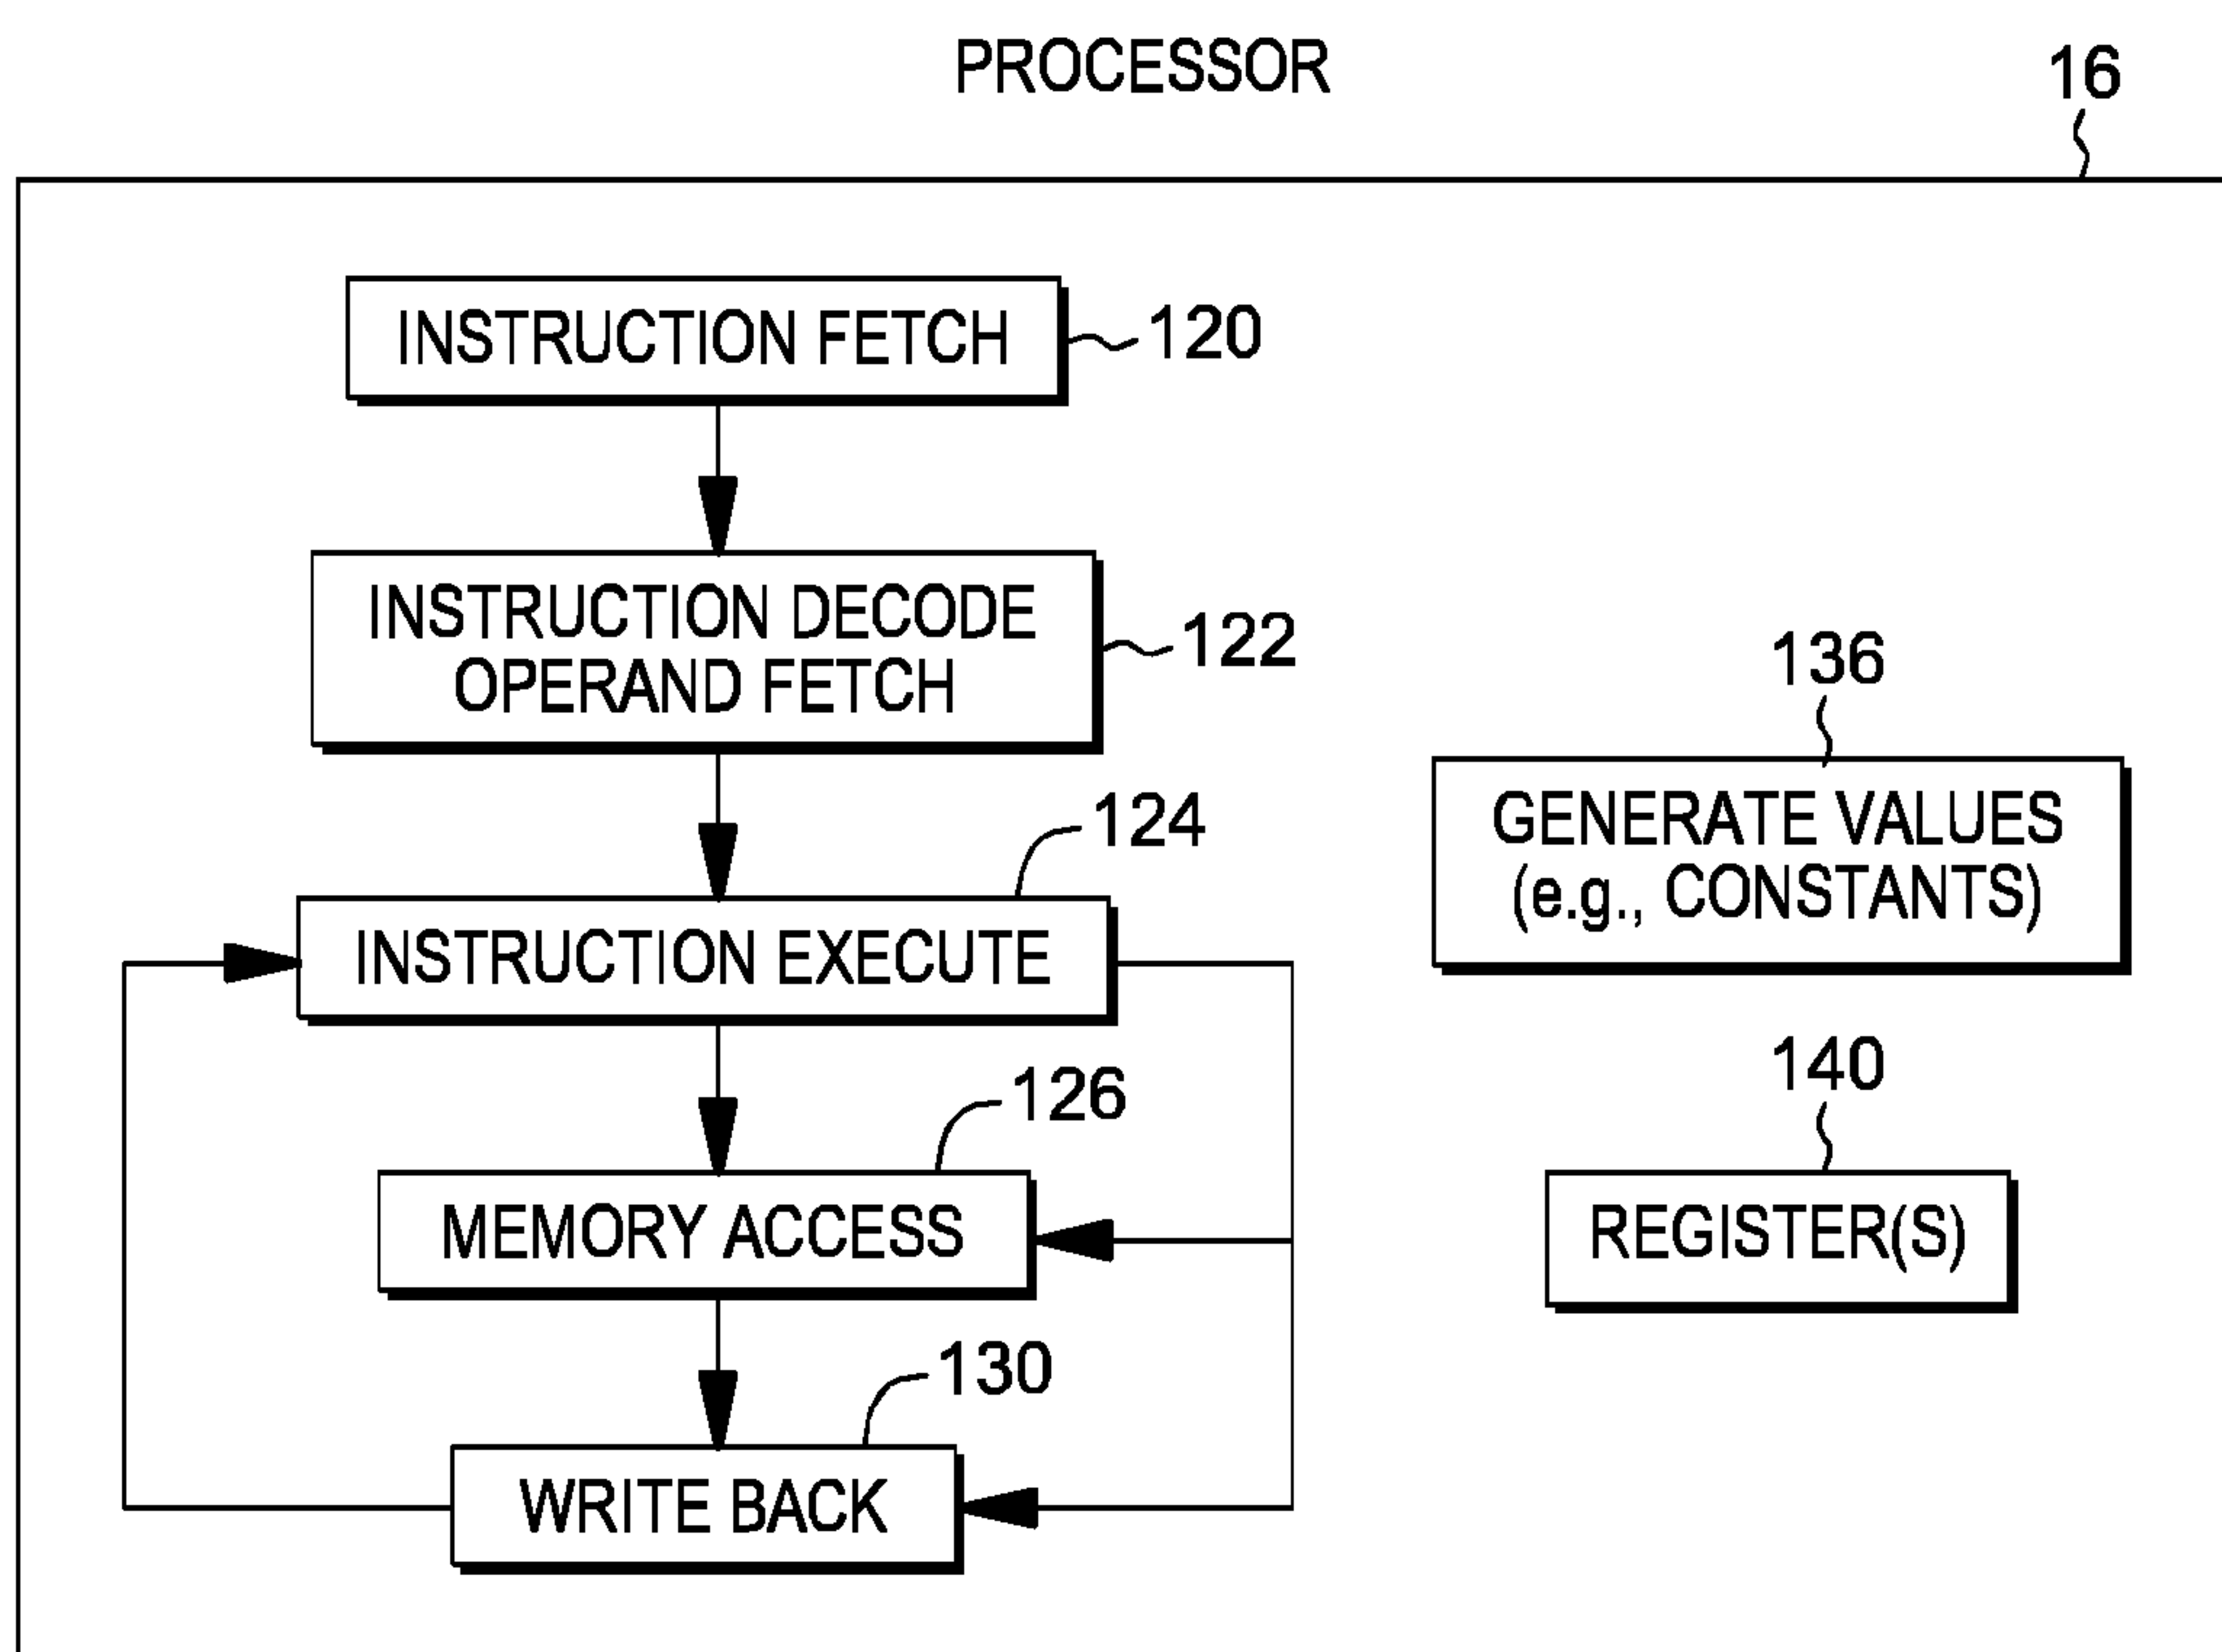 PROCESSOR
16
INSTRUCTION FETCH
120
INSTRUCTION DECODE
OPERAND FETCH
122
124
INSTRUCTION EXECUTE
126
MEMORY ACCESS
130
WRITE BACK
136
GENERATE VALUES
(e.g., CONSTANTS)
140
REGISTER(S)